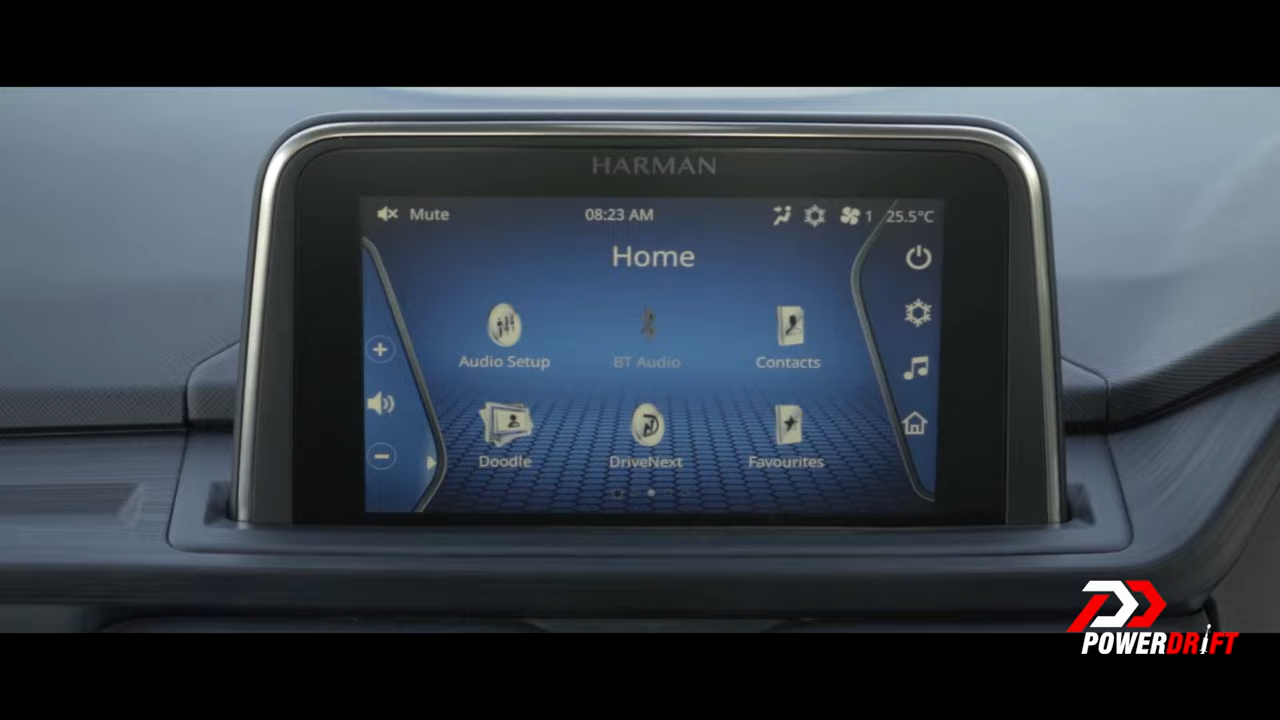 HARMAN
Mute 08:23 AM 1 25.5°C
Home
Audio Setup BT Audio Contacts
Doodle DriveNext Favourites
POWERDRIFT